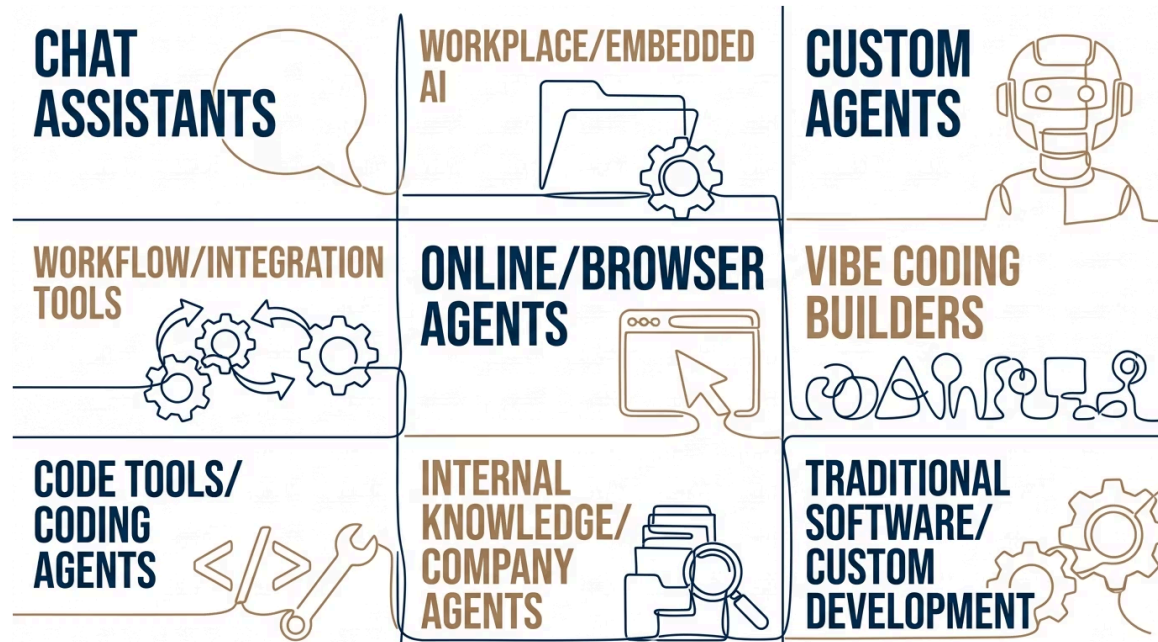 CHAT
ASSISTANTS
WORKPLACE/EMBEDDED
AI
CUSTOM
AGENTS
WORKFLOW/INTEGRATION
TOOLS
ONLINE/BROWSER
AGENTS
VIBE CODING
BUILDERS
CODE TOOLS/
CODING
AGENTS
</>
INTERNAL
KNOWLEDGE/
COMPANY
AGENTS
TRADITIONAL
SOFTWARE/
CUSTOM
DEVELOPMENT